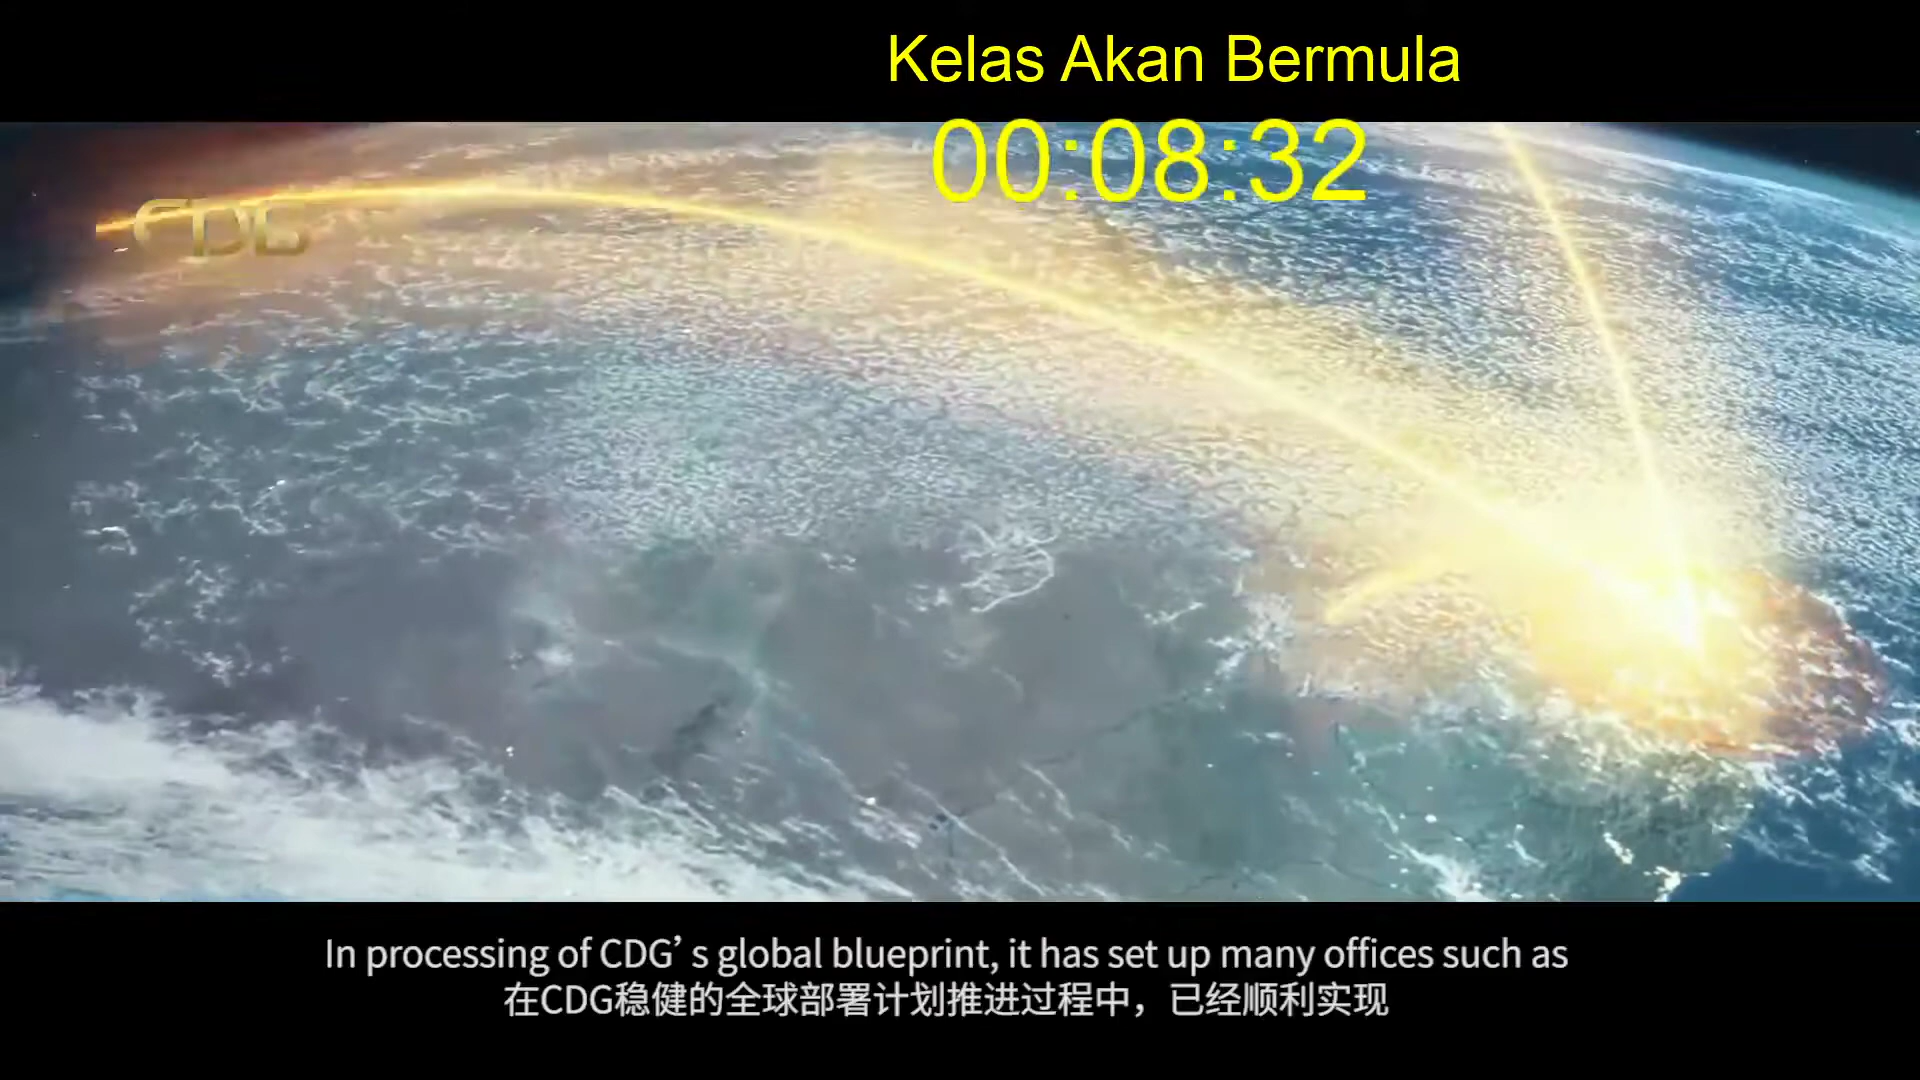 Kelas Akan Bermula
00:08:32
CDG
In processing of CDG’s global blueprint, it has set up many offices such as
在CDG稳健的全球部署计划推进过程中，已经顺利实现